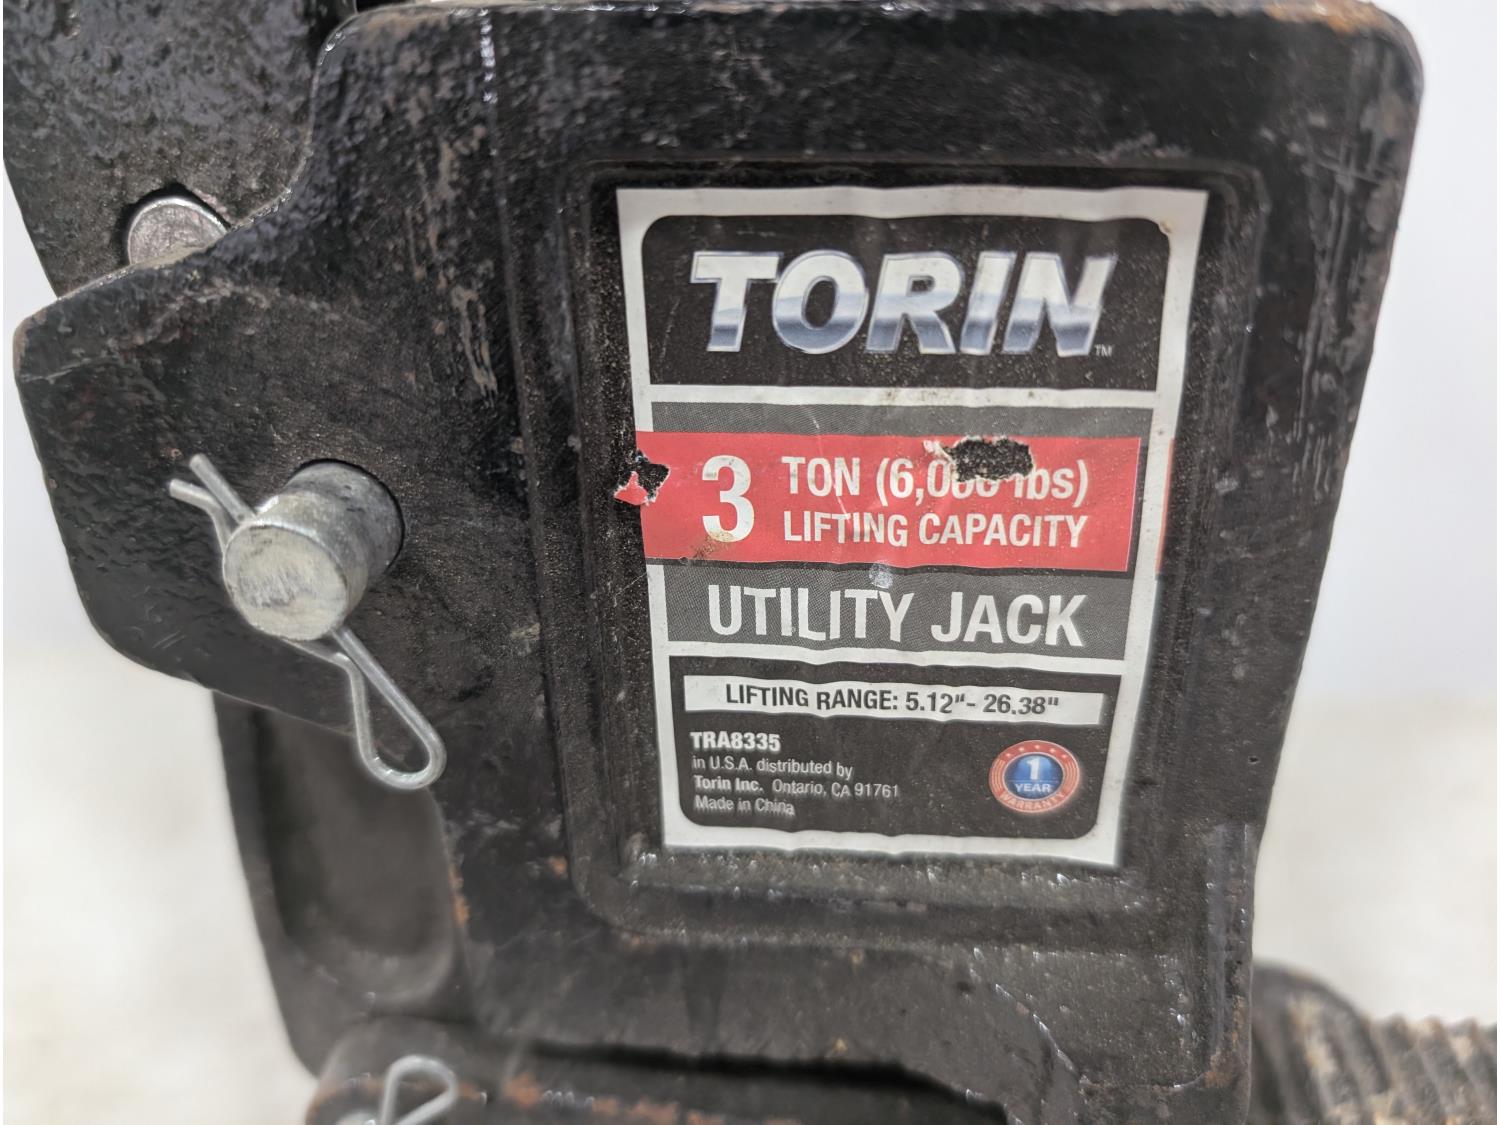 TORIN™
3 TON (6,000 lbs)
LIFTING CAPACITY
UTILITY JACK
LIFTING RANGE: 5.12"- 26.38"
TRA8335
in U.S.A. distributed by
Torin Inc. Ontario, CA 91761
Made in China
1
YEAR
WARRANTY